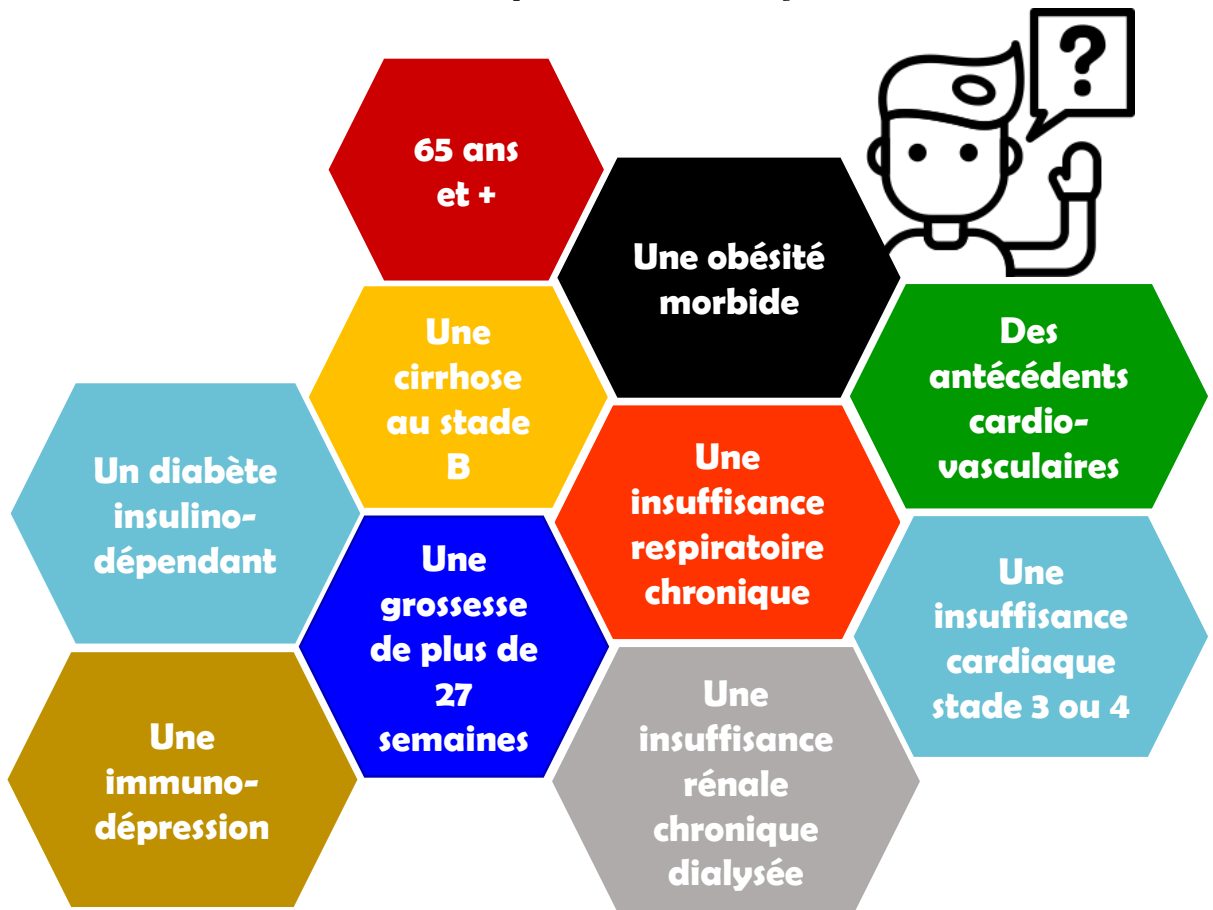 ?
65 ans
et +
Une obésité
morbide
Une
cirrhose
au stade
B
Des
antécédents
cardio-
vasculaires
Un diabète
insulino-
dépendant
Une
insuffisance
respiratoire
chronique
Une
grossesse
de plus de
27
semaines
Une
insuffisance
cardiaque
stade 3 ou 4
Une
immuno-
dépression
Une
insuffisance
rénale
chronique
dialysée